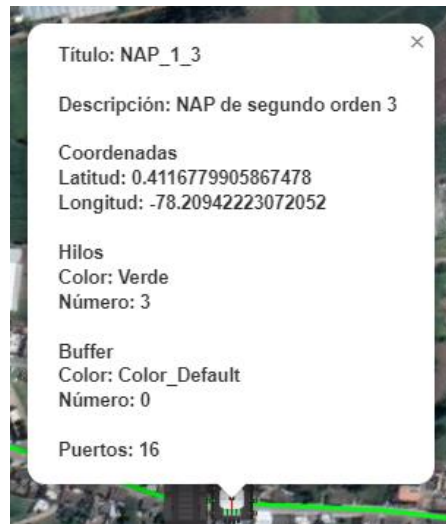 Título: NAP_1_3
Descripción: NAP de segundo orden 3
Coordenadas
Latitud: 0.4116779905867478
Longitud: -78.20942223072052
Hilos
Color: Verde
Número: 3
Buffer
Color: Color_Default
Número: 0
Puertos: 16